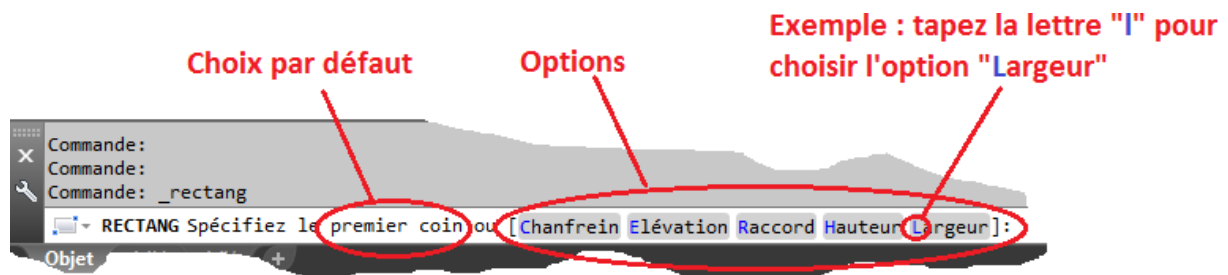 Exemple : tapez la lettre "l" pour
choisir l'option "Largeur"
Choix par défaut
Options
Commande:
Commande:
Commande: _rectang
RECTANG Spécifiez le premier coin ou [Chanfrein Elévation Raccord Hauteur Largeur]:
Objet +